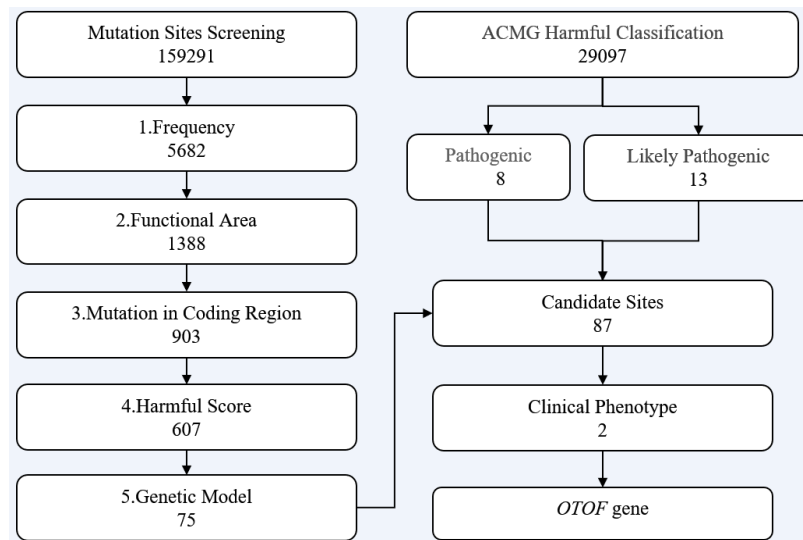 Mutation Sites Screening
159291
1.Frequency
5682
2.Functional Area
1388
3.Mutation in Coding Region
903
4.Harmful Score
607
5.Genetic Model
75
ACMG Harmful Classification
29097
Pathogenic
8
Likely Pathogenic
13
Candidate Sites
87
Clinical Phenotype
2
OTOF gene